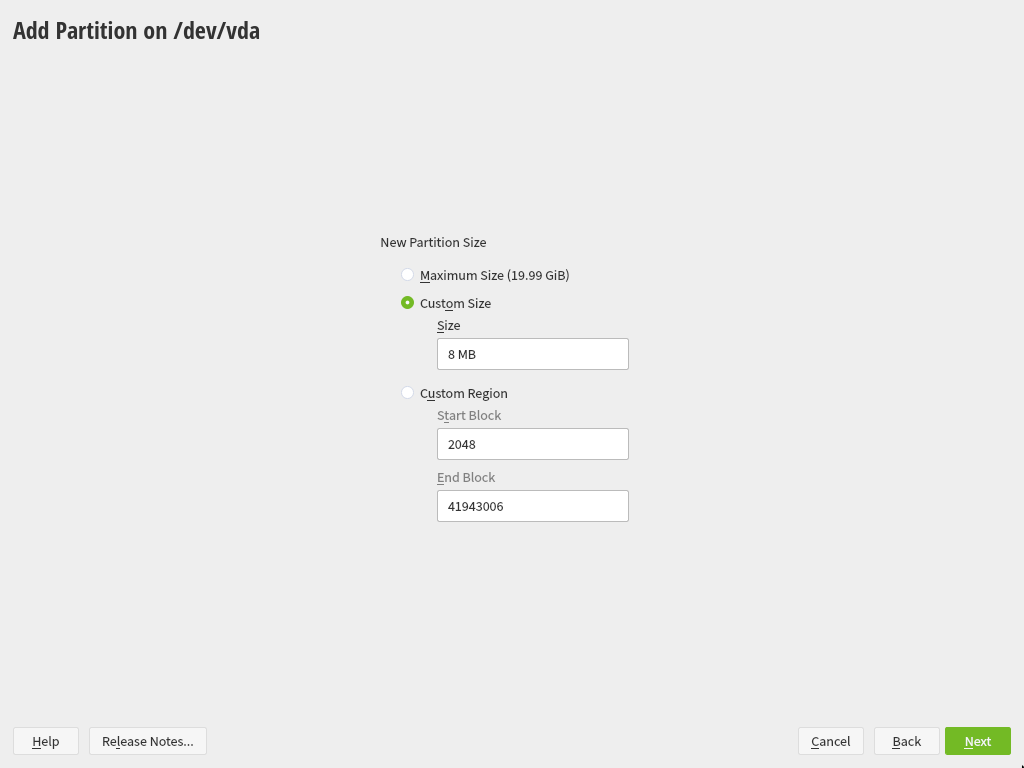 Add Partition on /dev/vda
New Partition Size
Maximum Size (19.99 GiB)
Custom Size
Size
8 MB
Custom Region
Start Block
2048
End Block
41943006
Help
Release Notes...
Cancel
Back
Next